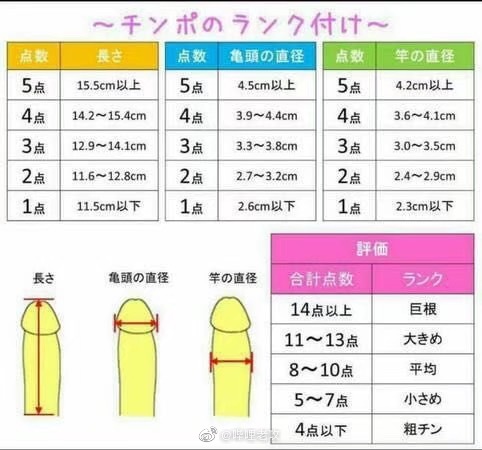 ～チンポのランク付け～
点数 長さ
5点 15.5cm以上
4点 14.2～15.4cm
3点 12.9～14.1cm
2点 11.6～12.8cm
1点 11.5cm以下
点数 亀頭の直径
5点 4.5cm以上
4点 3.9～4.4cm
3点 3.3～3.8cm
2点 2.7～3.2cm
1点 2.6cm以下
点数 竿の直径
5点 4.2cm以上
4点 3.6～4.1cm
3点 3.0～3.5cm
2点 2.4～2.9cm
1点 2.3cm以下
長さ
亀頭の直径
竿の直径
評価
合計点数 ランク
14点以上 巨根
11～13点 大きめ
8～10点 平均
5～7点 小さめ
4点以下 粗チン